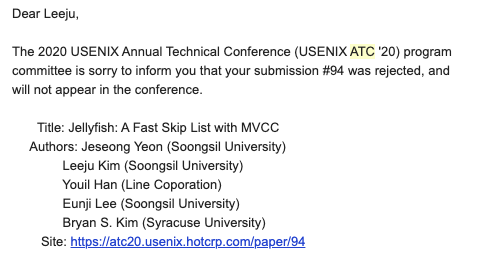 Dear Leeju,
The 2020 USENIX Annual Technical Conference (USENIX ATC '20) program
committee is sorry to inform you that your submission #94 was rejected, and
will not appear in the conference.
Title: Jellyfish: A Fast Skip List with MVCC
Authors: Jeseong Yeon (Soongsil University)
Leeju Kim (Soongsil University)
Youil Han (Line Coporation)
Eunji Lee (Soongsil University)
Bryan S. Kim (Syracuse University)
Site: https://atc20.usenix.hotcrp.com/paper/94